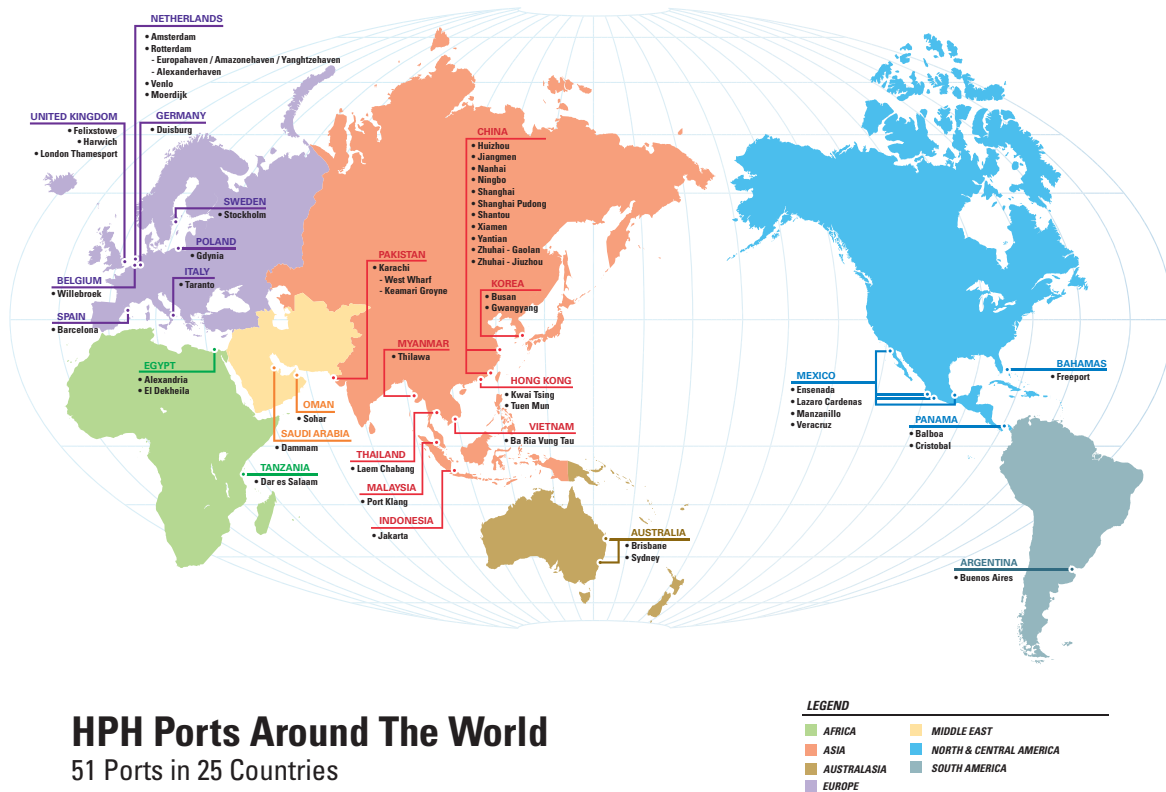 NETHERLANDS
• Amsterdam
• Rotterdam
- Europahaven / Amazonehaven / Yanghtzehaven
- Alexanderhaven
• Venlo
• Moerdijk
UNITED KINGDOM
• Felixstowe
• Harwich
• London Thamesport
GERMANY
• Duisburg
SWEDEN
• Stockholm
POLAND
• Gdynia
BELGIUM
• Willebroek
ITALY
• Taranto
SPAIN
• Barcelona
EGYPT
• Alexandria
• El Dekheila
OMAN
• Sohar
SAUDI ARABIA
• Dammam
TANZANIA
• Dar es Salaam
PAKISTAN
• Karachi
- West Wharf
- Keamari Groyne
CHINA
• Huizhou
• Jiangmen
• Nanhai
• Ningbo
• Shanghai
• Shanghai Pudong
• Shantou
• Xiamen
• Yantian
• Zhuhai - Gaolan
• Zhuhai - Jiuzhou
KOREA
• Busan
• Gwangyang
MYANMAR
• Thilawa
HONG KONG
• Kwai Tsing
• Tuen Mun
VIETNAM
• Ba Ria Vung Tau
THAILAND
• Laem Chabang
MALAYSIA
• Port Klang
INDONESIA
• Jakarta
AUSTRALIA
• Brisbane
• Sydney
MEXICO
• Ensenada
• Lazaro Cardenas
• Manzanillo
• Veracruz
BAHAMAS
• Freeport
PANAMA
• Balboa
• Cristobal
ARGENTINA
• Buenos Aires
HPH Ports Around The World
51 Ports in 25 Countries
LEGEND
AFRICA
ASIA
AUSTRALASIA
EUROPE
MIDDLE EAST
NORTH & CENTRAL AMERICA
SOUTH AMERICA